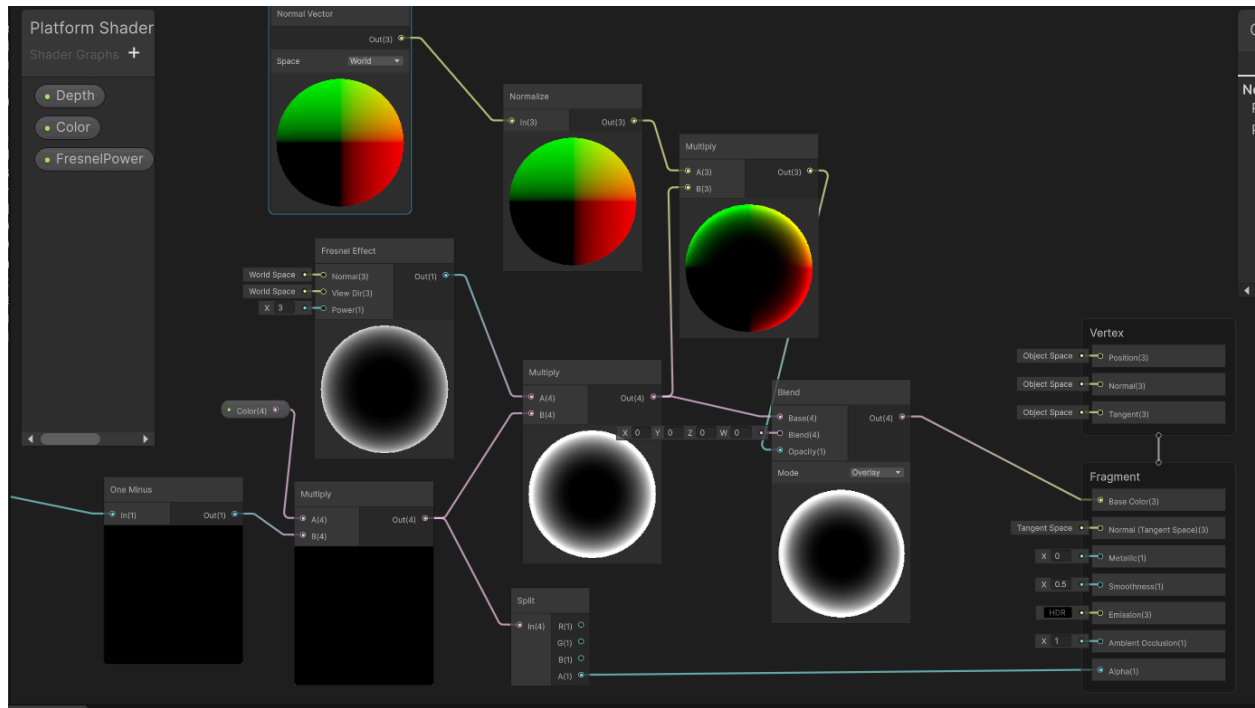 Platform Shader
Shader Graphs +
Depth
Color
FresnelPower
Normal Vector
Out(3)
Space World
Normalize
In(3) Out(3)
Multiply
A(3) Out(3)
B(3)
Fresnel Effect
World Space Normal(3) Out(1)
World Space View Dir(3)
X 3 Power(1)
Color(4)
One Minus
In(1) Out(1)
Multiply
A(4) Out(4)
B(4)
Multiply
A(4) Out(4)
B(4)
Split
In(4) R(1)
G(1)
B(1)
A(1)
Blend
Base(4) Out(4)
X 0 Y 0 Z 0 W 0 Blend(4)
Opacity(1)
Mode Overlay
Vertex
Object Space Position(3)
Object Space Normal(3)
Object Space Tangent(3)
Fragment
Base Color(3)
Tangent Space Normal (Tangent Space)(3)
X 0 Metallic(1)
X 0.5 Smoothness(1)
HDR Emission(3)
X 1 Ambient Occlusion(1)
Alpha(1)